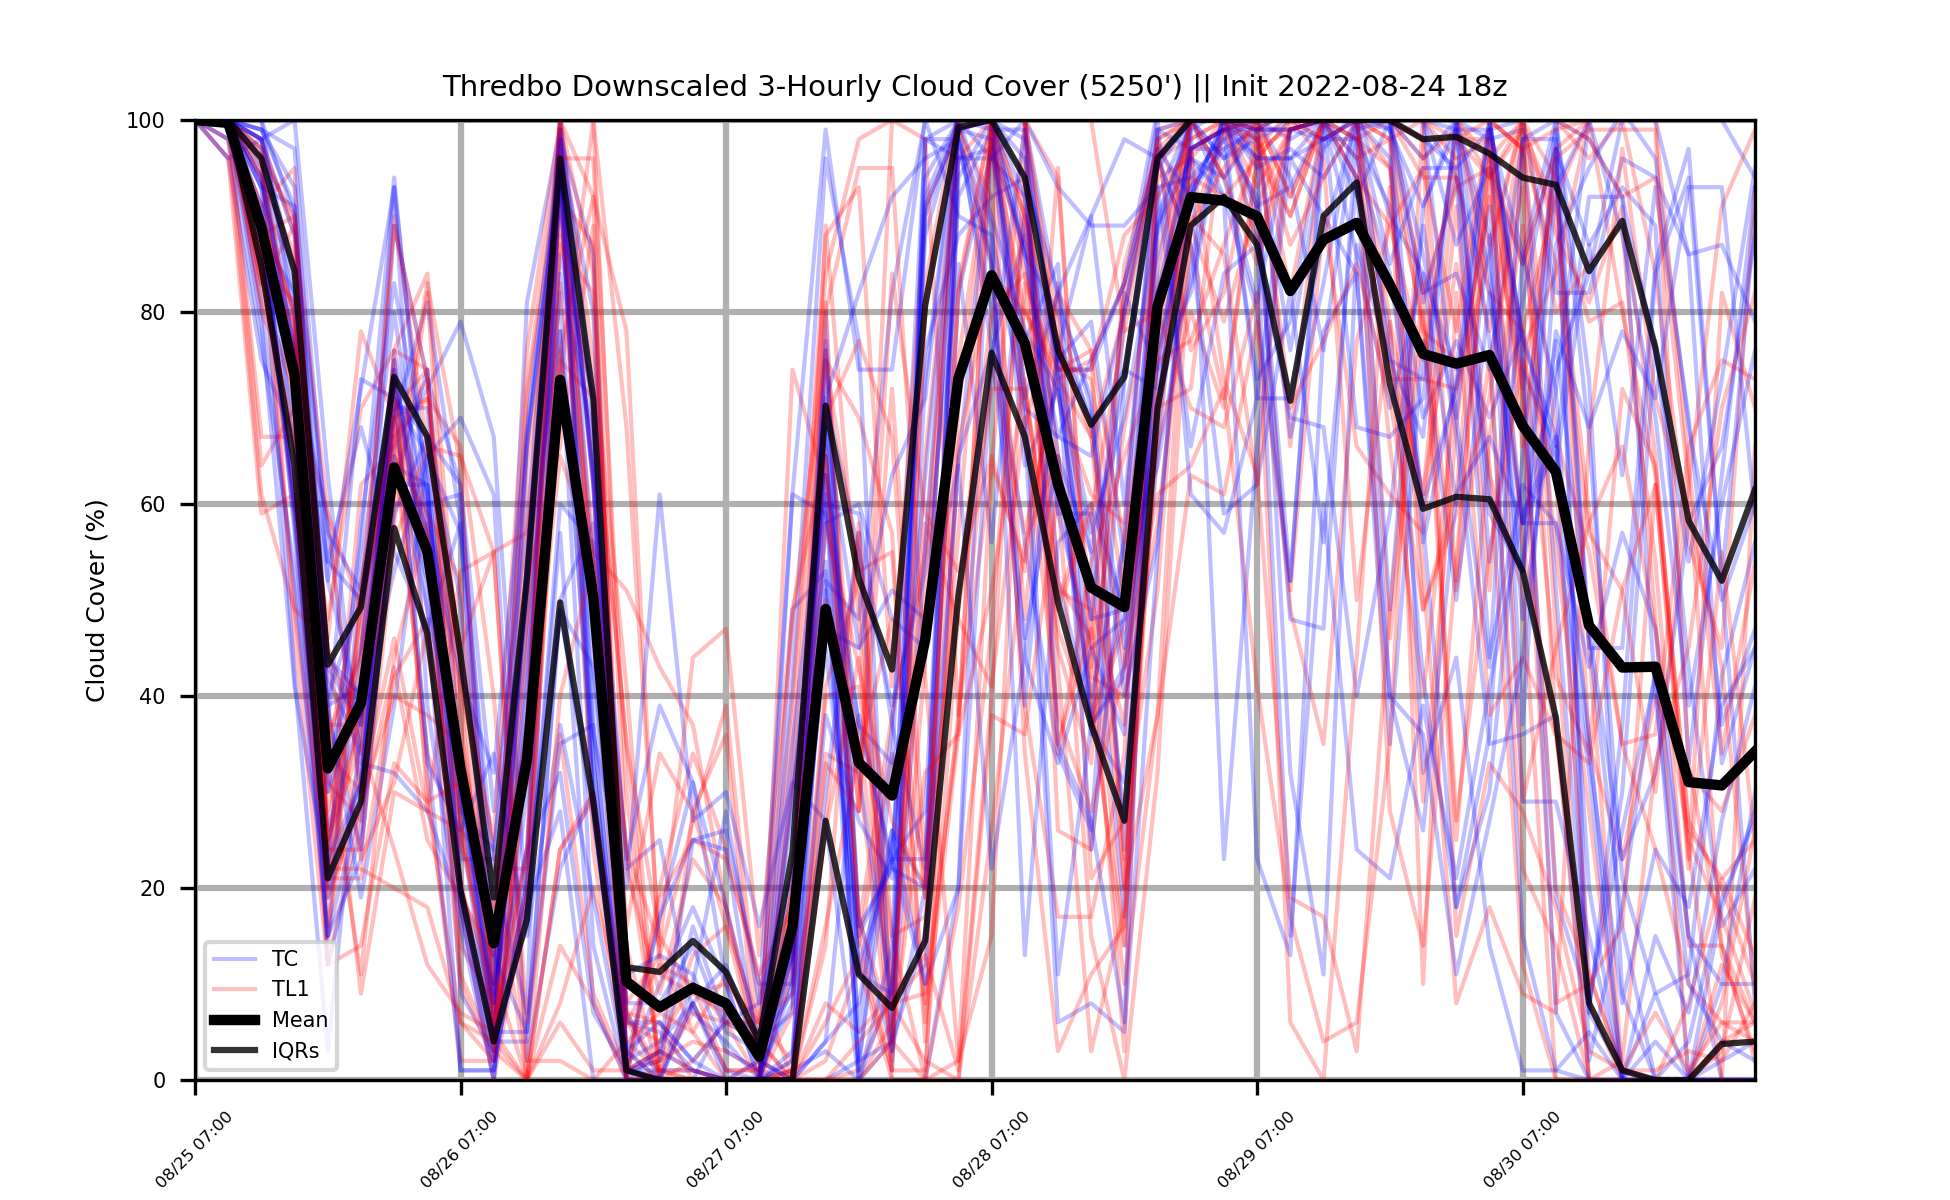 Thredbo Downscaled 3-Hourly Cloud Cover (5250') || Init 2022-08-24 18z
Cloud Cover (%)
100
80
60
40
20
0
TC
TL1
Mean
IQRs
08/25 07:00
08/26 07:00
08/27 07:00
08/28 07:00
08/29 07:00
08/30 07:00